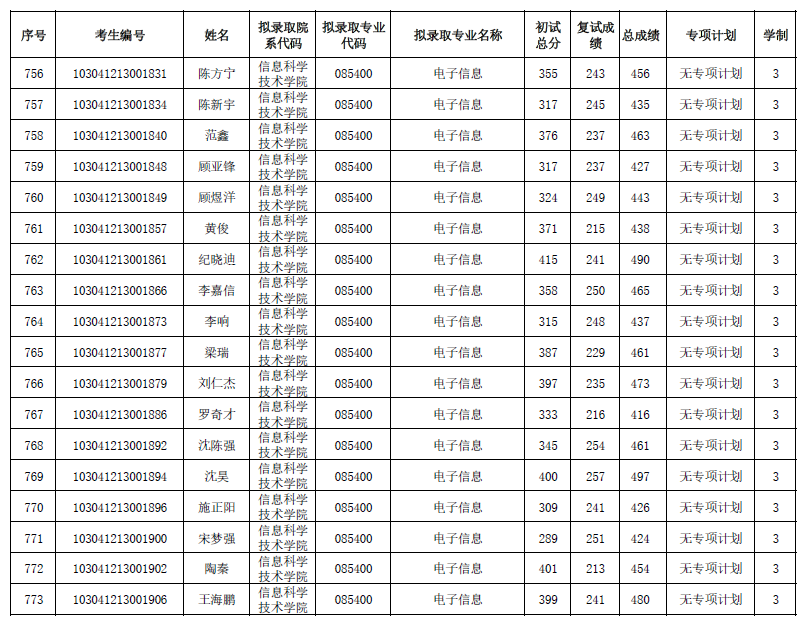 序号 考生编号 姓名 拟录取院系代码 拟录取专业代码 拟录取专业名称 初试总分 复试成绩 总成绩 专项计划 学制
756 103041213001831 陈方宁 信息科学技术学院 085400 电子信息 355 243 456 无专项计划 3
757 103041213001834 陈新宇 信息科学技术学院 085400 电子信息 317 245 435 无专项计划 3
758 103041213001840 范鑫 信息科学技术学院 085400 电子信息 376 237 463 无专项计划 3
759 103041213001848 顾亚锋 信息科学技术学院 085400 电子信息 317 237 427 无专项计划 3
760 103041213001849 顾煜洋 信息科学技术学院 085400 电子信息 324 249 443 无专项计划 3
761 103041213001857 黄俊 信息科学技术学院 085400 电子信息 371 215 438 无专项计划 3
762 103041213001861 纪晓迪 信息科学技术学院 085400 电子信息 415 241 490 无专项计划 3
763 103041213001866 李嘉信 信息科学技术学院 085400 电子信息 358 250 465 无专项计划 3
764 103041213001873 李响 信息科学技术学院 085400 电子信息 315 248 437 无专项计划 3
765 103041213001877 梁瑞 信息科学技术学院 085400 电子信息 387 229 461 无专项计划 3
766 103041213001879 刘仁杰 信息科学技术学院 085400 电子信息 397 235 473 无专项计划 3
767 103041213001886 罗奇才 信息科学技术学院 085400 电子信息 333 216 416 无专项计划 3
768 103041213001892 沈陈强 信息科学技术学院 085400 电子信息 345 254 461 无专项计划 3
769 103041213001894 沈昊 信息科学技术学院 085400 电子信息 400 257 497 无专项计划 3
770 103041213001896 施正阳 信息科学技术学院 085400 电子信息 309 241 426 无专项计划 3
771 103041213001900 宋梦强 信息科学技术学院 085400 电子信息 289 251 424 无专项计划 3
772 103041213001902 陶秦 信息科学技术学院 085400 电子信息 401 213 454 无专项计划 3
773 103041213001906 王海鹏 信息科学技术学院 085400 电子信息 399 241 480 无专项计划 3